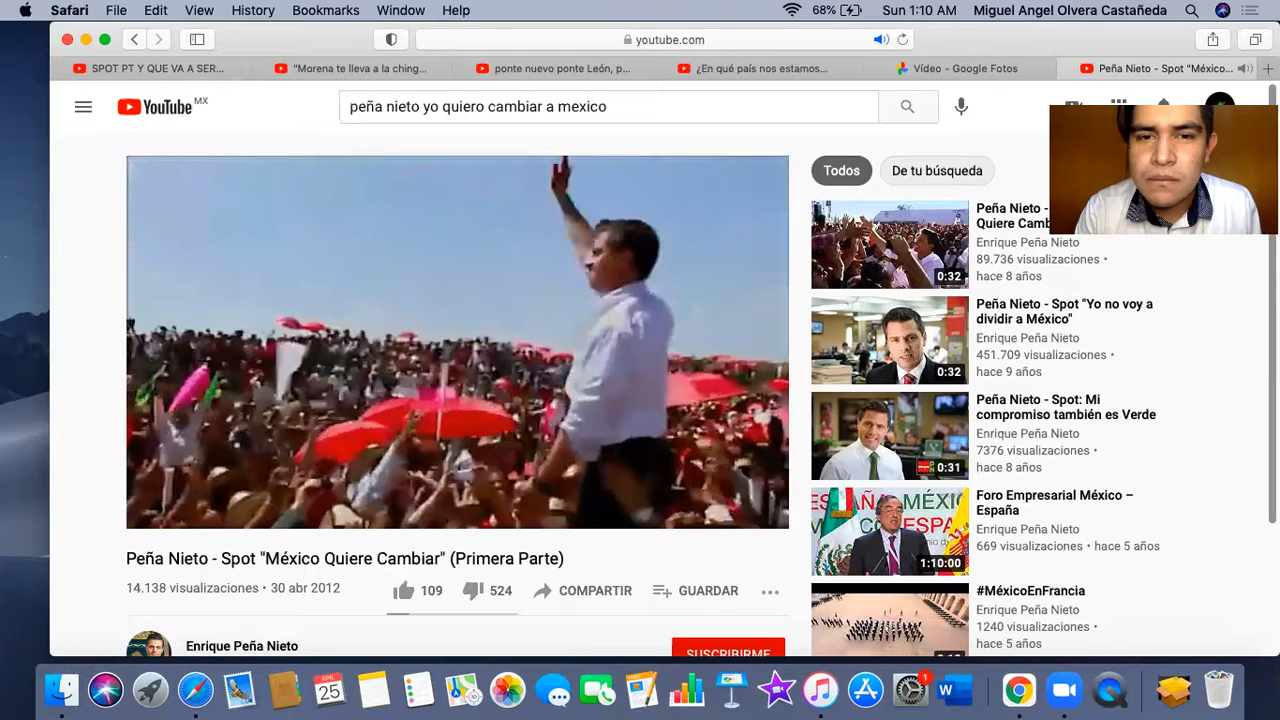 Safari File Edit View History Bookmarks Window Help 68% Sun 1:10 AM Miguel Angel Olvera Castañeda
youtube.com
SPOT PT Y QUE VA A SER... "Morena te lleva a la ching... ponte nuevo ponte León, p... ¿En qué país nos estamos... Vídeo - Google Fotos Peña Nieto - Spot "México...
YouTube MX
peña nieto yo quiero cambiar a mexico
Todos De tu búsqueda
Peña Nieto -
Quiere Camb
Enrique Peña Nieto
89.736 visualizaciones •
hace 8 años
0:32
Peña Nieto - Spot "Yo no voy a
dividir a México"
Enrique Peña Nieto
451.709 visualizaciones •
hace 9 años
0:32
Peña Nieto - Spot: Mi
compromiso también es Verde
Enrique Peña Nieto
7376 visualizaciones •
hace 8 años
0:31
Foro Empresarial México –
España
Enrique Peña Nieto
669 visualizaciones • hace 5 años
1:10:00
#MéxicoEnFrancia
Enrique Peña Nieto
1240 visualizaciones •
hace 5 años
Peña Nieto - Spot "México Quiere Cambiar" (Primera Parte)
14.138 visualizaciones • 30 abr 2012 109 524 COMPARTIR GUARDAR
Enrique Peña Nieto
SUSCRIBIRME
APR
25
1
W